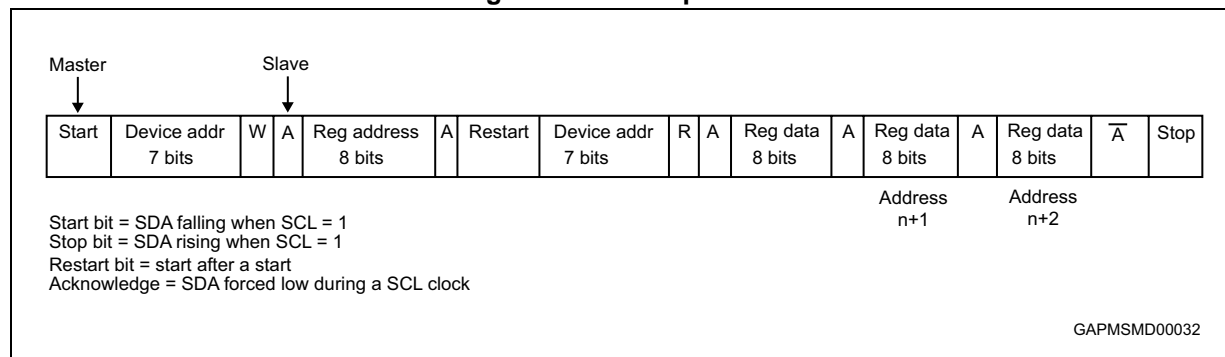 Master Slave
Start Device addr W A Reg address A Restart Device addr R A Reg data A Reg data A Reg data A Stop
7 bits 8 bits 7 bits 8 bits 8 bits 8 bits
Address Address
n+1 n+2
Start bit = SDA falling when SCL = 1
Stop bit = SDA rising when SCL = 1
Restart bit = start after a start
Acknowledge = SDA forced low during a SCL clock
GAPMSMD00032